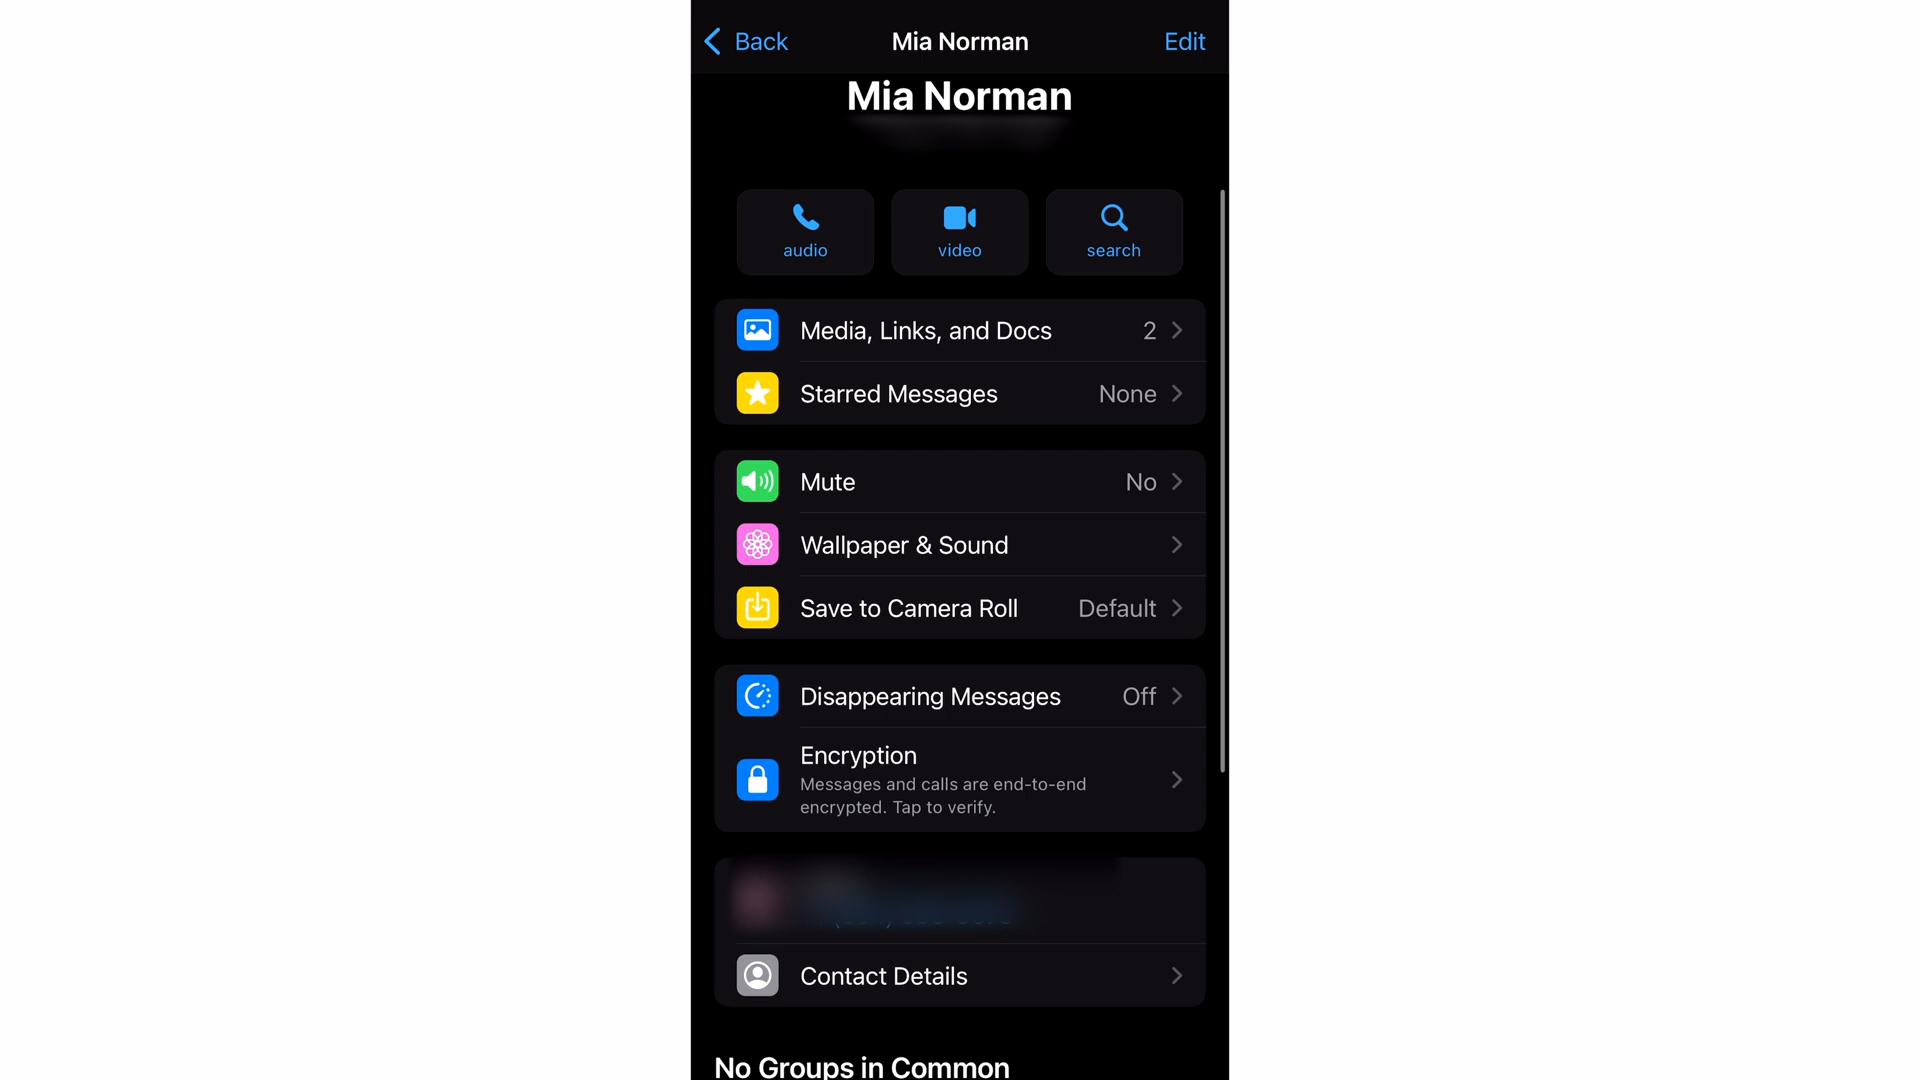 Back Mia Norman Edit
Mia Norman
audio video search
Media, Links, and Docs 2
Starred Messages None
Mute No
Wallpaper & Sound
Save to Camera Roll Default
Disappearing Messages Off
Encryption
Messages and calls are end-to-end
encrypted. Tap to verify.
Contact Details
No Groups in Common